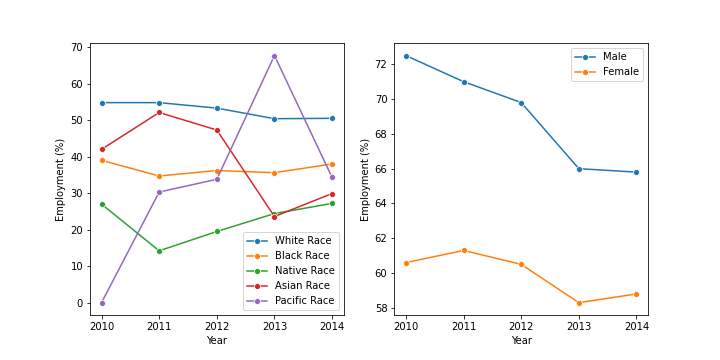 70
60
50
40
30
20
10
0
Employment (%)
2010 2011 2012 2013 2014
Year
White Race
Black Race
Native Race
Asian Race
Pacific Race
72
70
68
66
64
62
60
58
Employment (%)
2010 2011 2012 2013 2014
Year
Male
Female